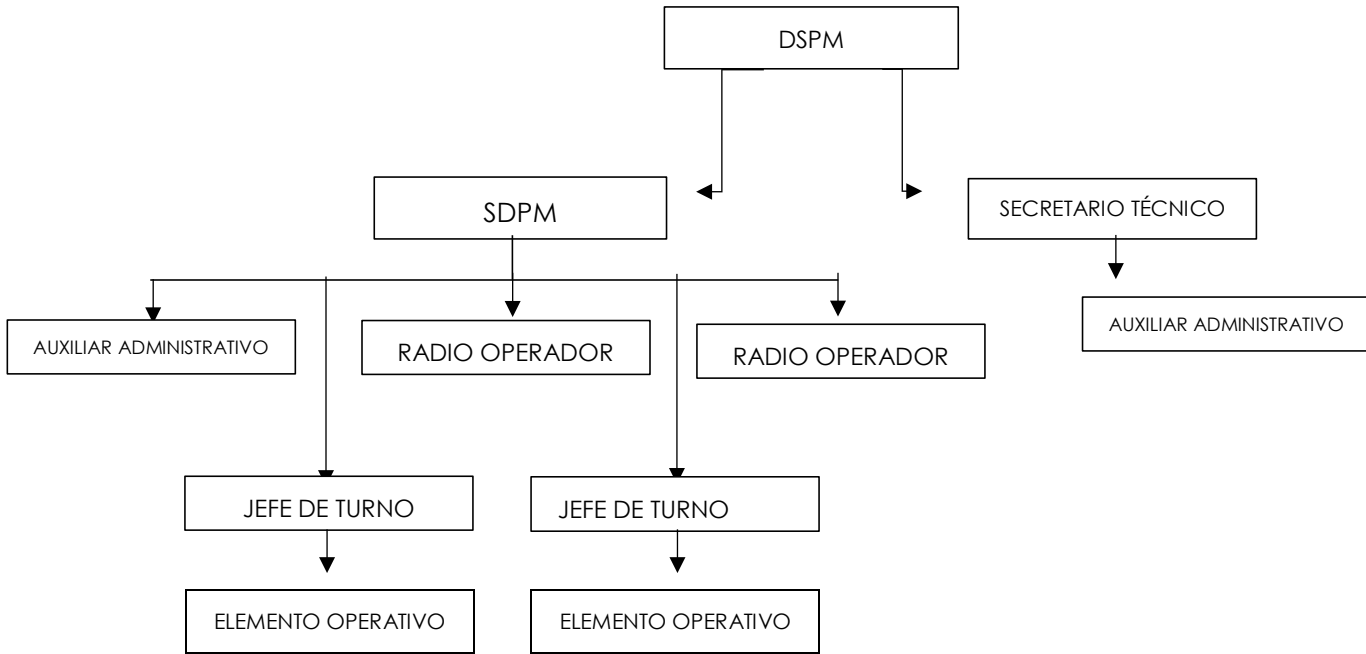 DSPM
SDPM
SECRETARIO TÉCNICO
AUXILIAR ADMINISTRATIVO
RADIO OPERADOR
RADIO OPERADOR
AUXILIAR ADMINISTRATIVO
JEFE DE TURNO
JEFE DE TURNO
ELEMENTO OPERATIVO
ELEMENTO OPERATIVO